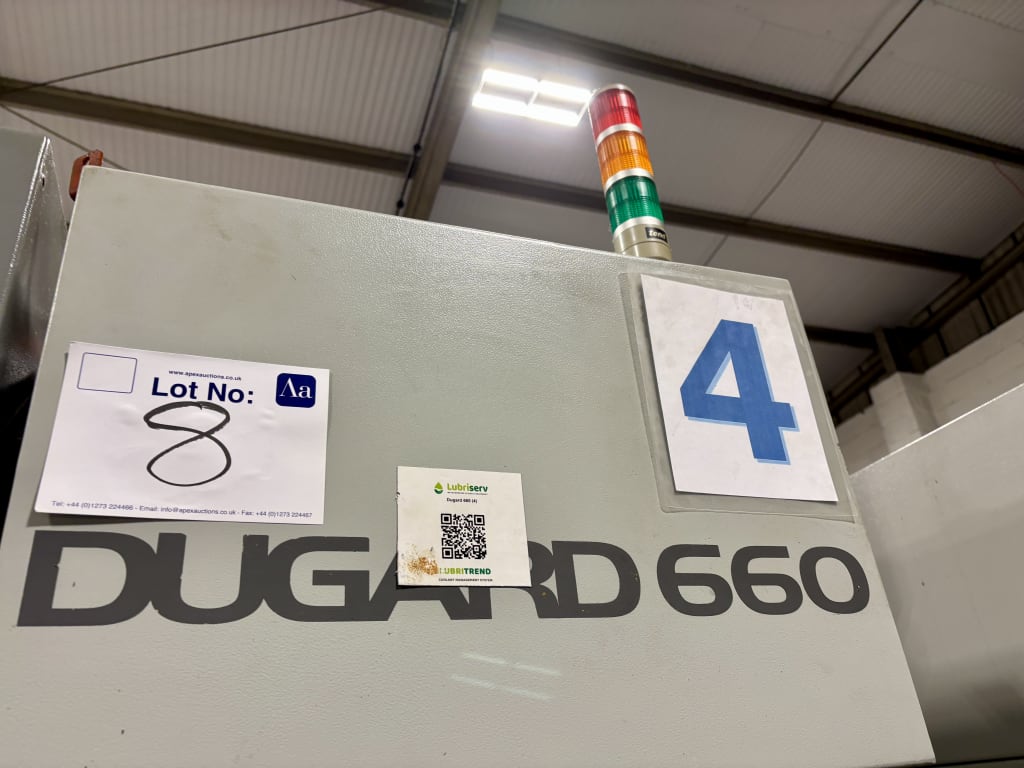 www.apexauctions.co.uk
Lot No:
Aa
8
Tel: +44 (0)1273 224466 - Email: info@apexauctions.co.uk - Fax: +44 (0)1273 224467
4
Lubriserv
Dugard 660 (4)
LUBRITREND
COOLANT MANAGEMENT SYSTEM
DUGARD 660